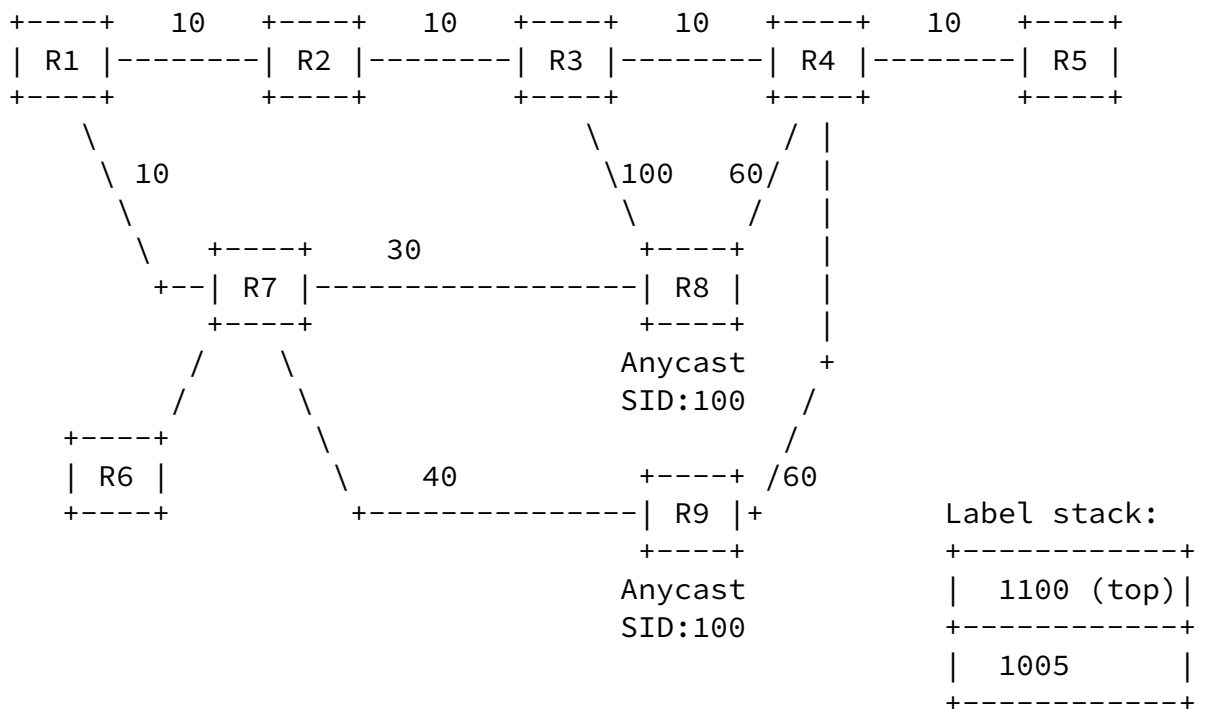 10 10 10 10
R1 R2 R3 R4 R5
10 100 60
30
R7 R8
Anycast
SID:100
R6 40 60
R9 Label stack:
Anycast 1100 (top)
SID:100
1005